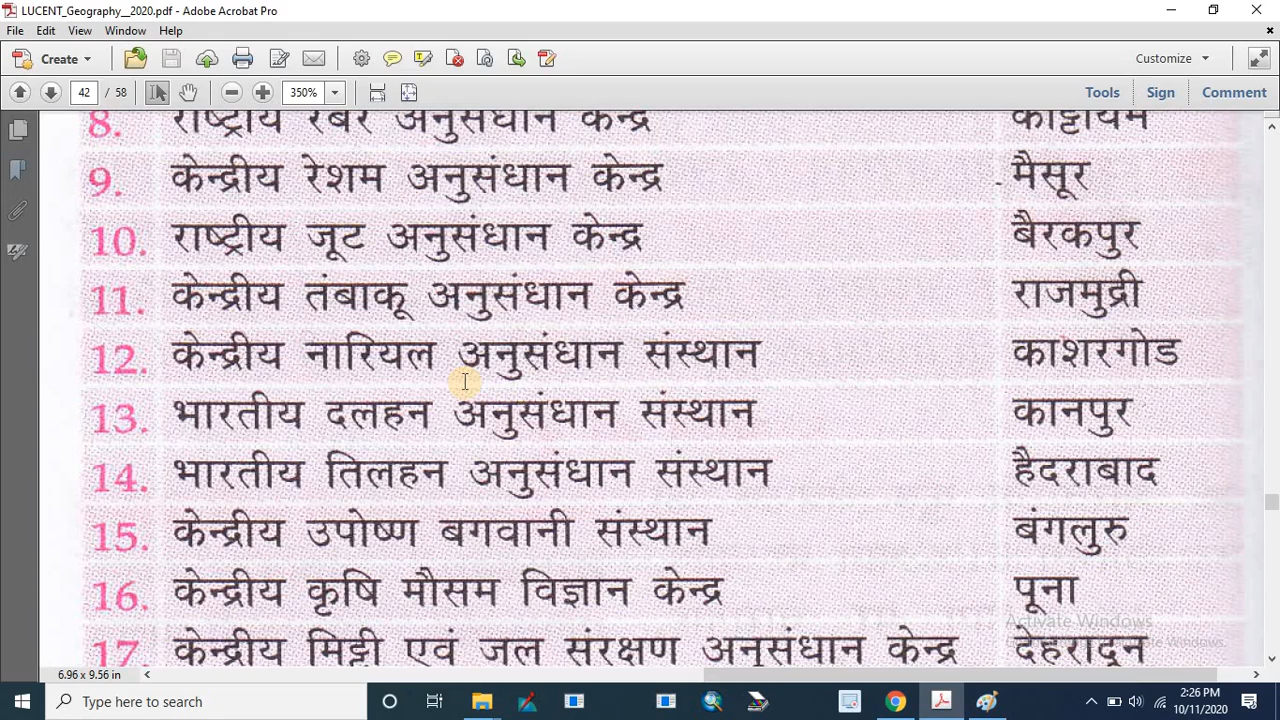 LUCENT_Geography__2020.pdf - Adobe Acrobat Pro
File Edit View Window Help
Create Customize
42 / 58 350% Tools Sign Comment
8. राष्ट्रीय रबर अनुसंधान केन्द्र कोट्टायम
9. केन्द्रीय रेशम अनुसंधान केन्द्र मैसूर
10. राष्ट्रीय जूट अनुसंधान केन्द्र बैरकपुर
11. केन्द्रीय तंबाकू अनुसंधान केन्द्र राजमुद्री
12. केन्द्रीय नारियल अनुसंधान संस्थान काशरगोड
13. भारतीय दलहन अनुसंधान संस्थान कानपुर
14. भारतीय तिलहन अनुसंधान संस्थान हैदराबाद
15. केन्द्रीय उपोष्ण बगवानी संस्थान बंगलुरु
16. केन्द्रीय कृषि मौसम विज्ञान केन्द्र पूना
Activate Windows
17. केन्द्रीय मिट्टी एवं जल संरक्षण अनुसंधान केन्द्र देहरादून
6.96 x 9.56 in
Type here to search
2:26 PM
10/11/2020